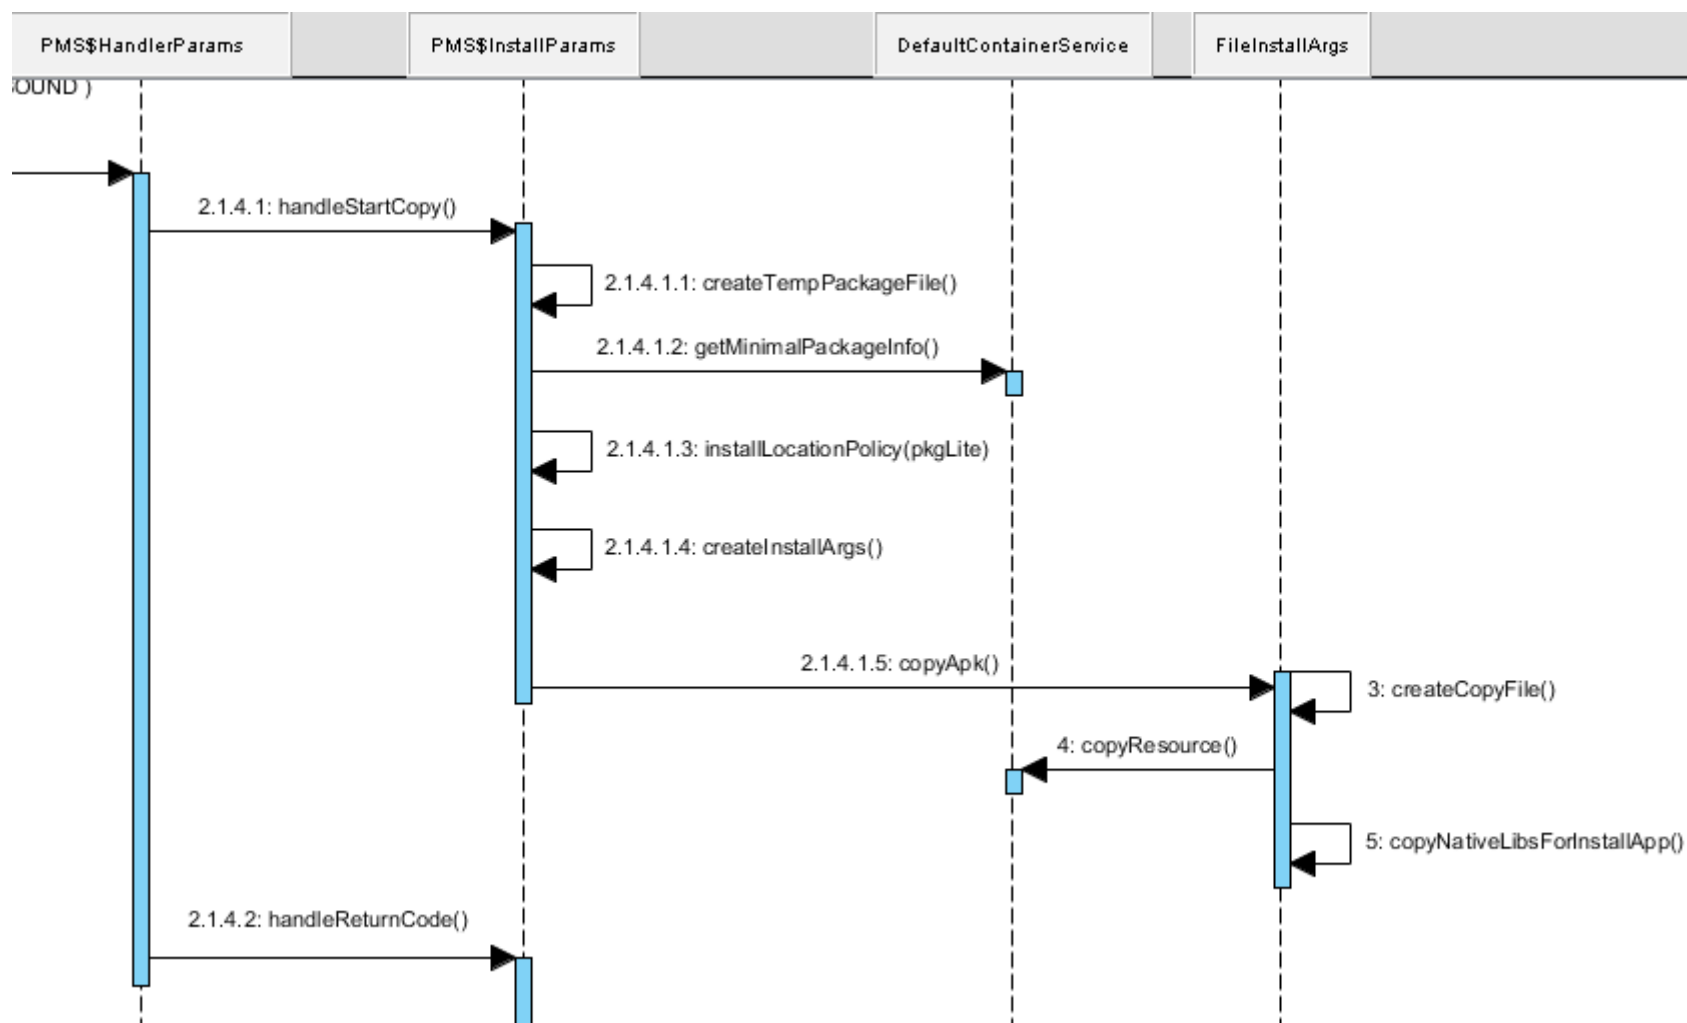 PMS$HandlerParams
PMS$InstallParams
DefaultContainerService
FileInstallArgs
OUND )
2.1.4.1: handleStartCopy()
2.1.4.1.1: createTempPackageFile()
2.1.4.1.2: getMinimalPackageInfo()
2.1.4.1.3: installLocationPolicy(pkgLite)
2.1.4.1.4: createInstallArgs()
2.1.4.1.5: copyApk()
3: createCopyFile()
4: copyResource()
5: copyNativeLibsForInstallApp()
2.1.4.2: handleReturnCode()